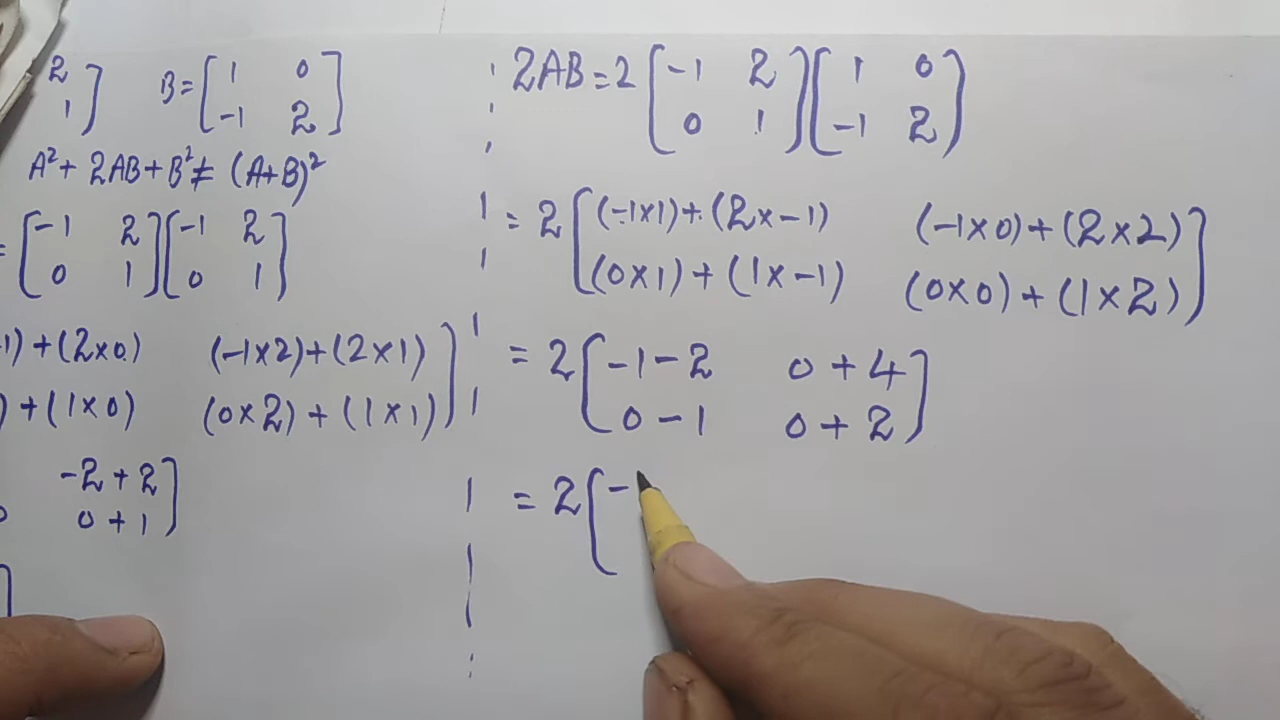 2
1 ] B = [ 1 0
-1 2 ]
A² + 2AB + B² ≠ (A+B)²
= [ -1 2
0 1 ] [ -1 2
0 1 ]
1) + (2×0) (-1×2)+(2×1)
) + (1×0) (0×2) + (1×1) ]
-2 + 2
0 + 1 ]
2AB = 2 [ -1 2
0 1 ] [ 1 0
-1 2 ]
= 2 [ (-1×1)+(2×-1) (-1×0)+(2×2)
(0×1)+(1×-1) (0×0)+(1×2) ]
= 2 [ -1-2 0+4
0-1 0+2 ]
= 2 [ -